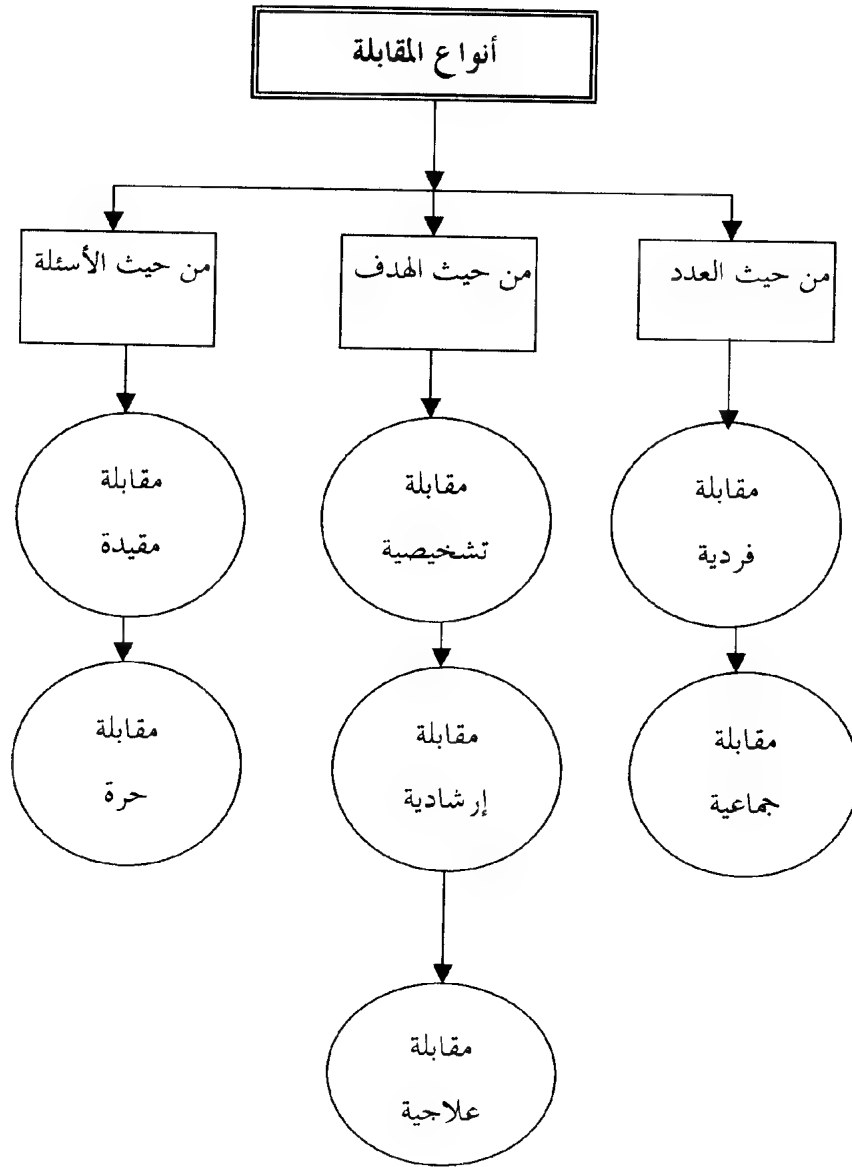 أنواع المقابلة
من حيث العدد
من حيث الهدف
من حيث الأسئلة
مقابلة
فردية
مقابلة
تشخيصية
مقابلة
مقيدة
مقابلة
جماعية
مقابلة
إرشادية
مقابلة
حرة
مقابلة
علاجية